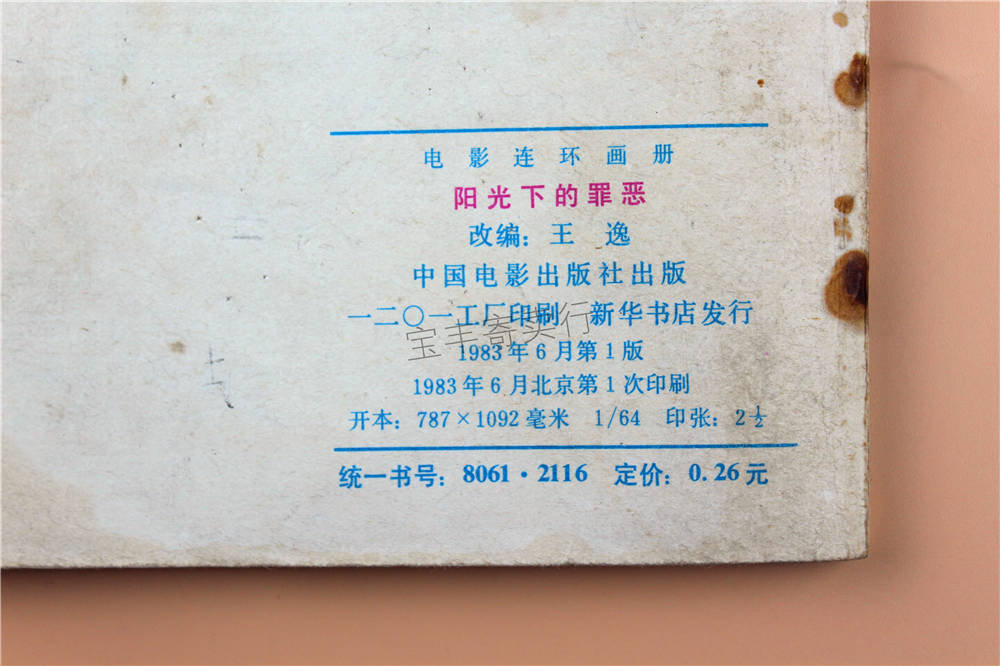 电影连环画册
阳光下的罪恶
改编：王 逸
中国电影出版社出版
一二〇一工厂印刷 新华书店发行
宝丰奇类行
1983年6月第1版
1983年6月北京第1次印刷
开本：787×1092毫米 1/64 印张：2½
统一书号：8061·2116 定价：0.26元